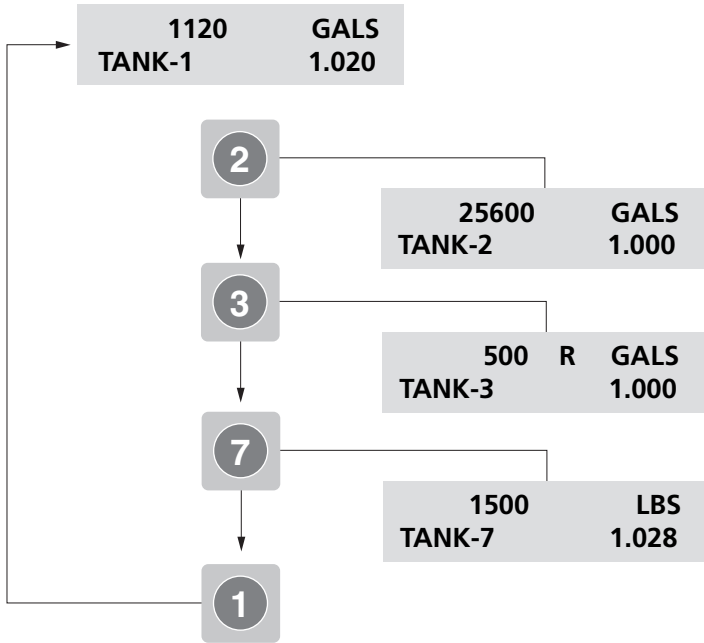 1120 GALS
TANK-1 1.020
2
25600 GALS
TANK-2 1.000
3
500 R GALS
TANK-3 1.000
7
1500 LBS
TANK-7 1.028
1